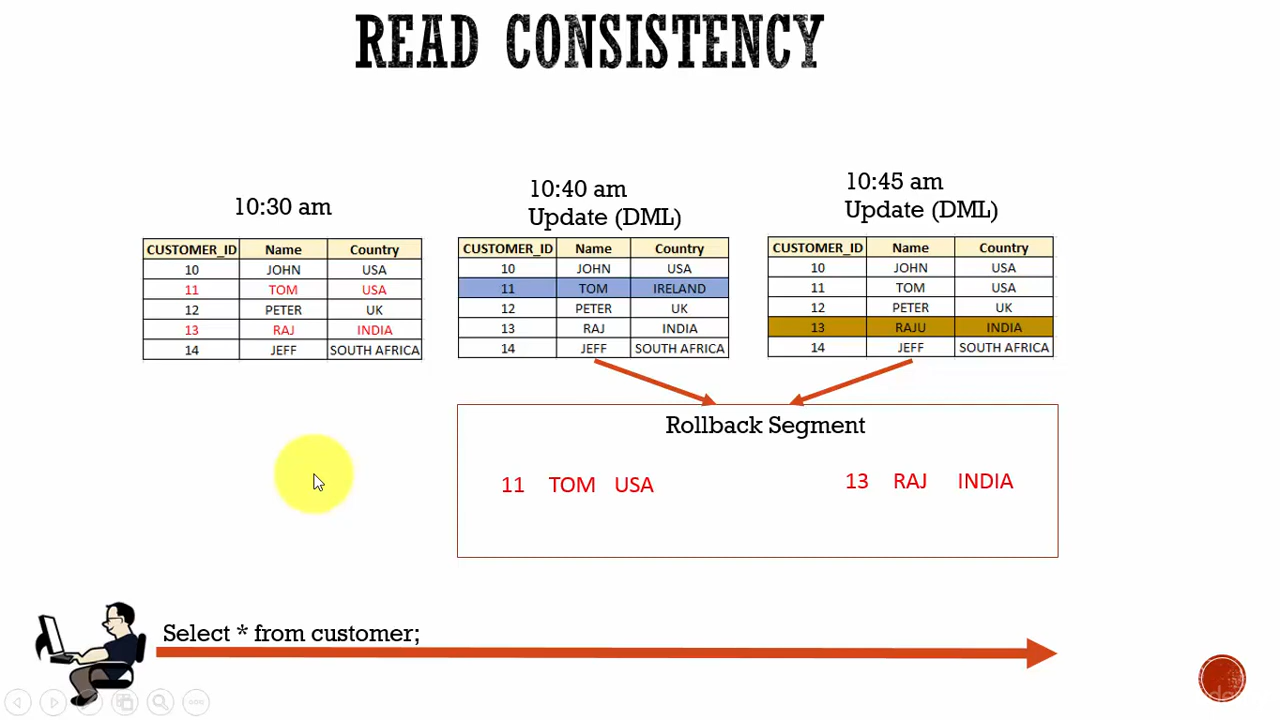 READ CONSISTENCY
10:30 am
CUSTOMER_ID Name Country
10 JOHN USA
11 TOM USA
12 PETER UK
13 RAJ INDIA
14 JEFF SOUTH AFRICA
10:40 am
Update (DML)
CUSTOMER_ID Name Country
10 JOHN USA
11 TOM IRELAND
12 PETER UK
13 RAJ INDIA
14 JEFF SOUTH AFRICA
10:45 am
Update (DML)
CUSTOMER_ID Name Country
10 JOHN USA
11 TOM USA
12 PETER UK
13 RAJU INDIA
14 JEFF SOUTH AFRICA
Rollback Segment
11 TOM USA
13 RAJ INDIA
Select * from customer;